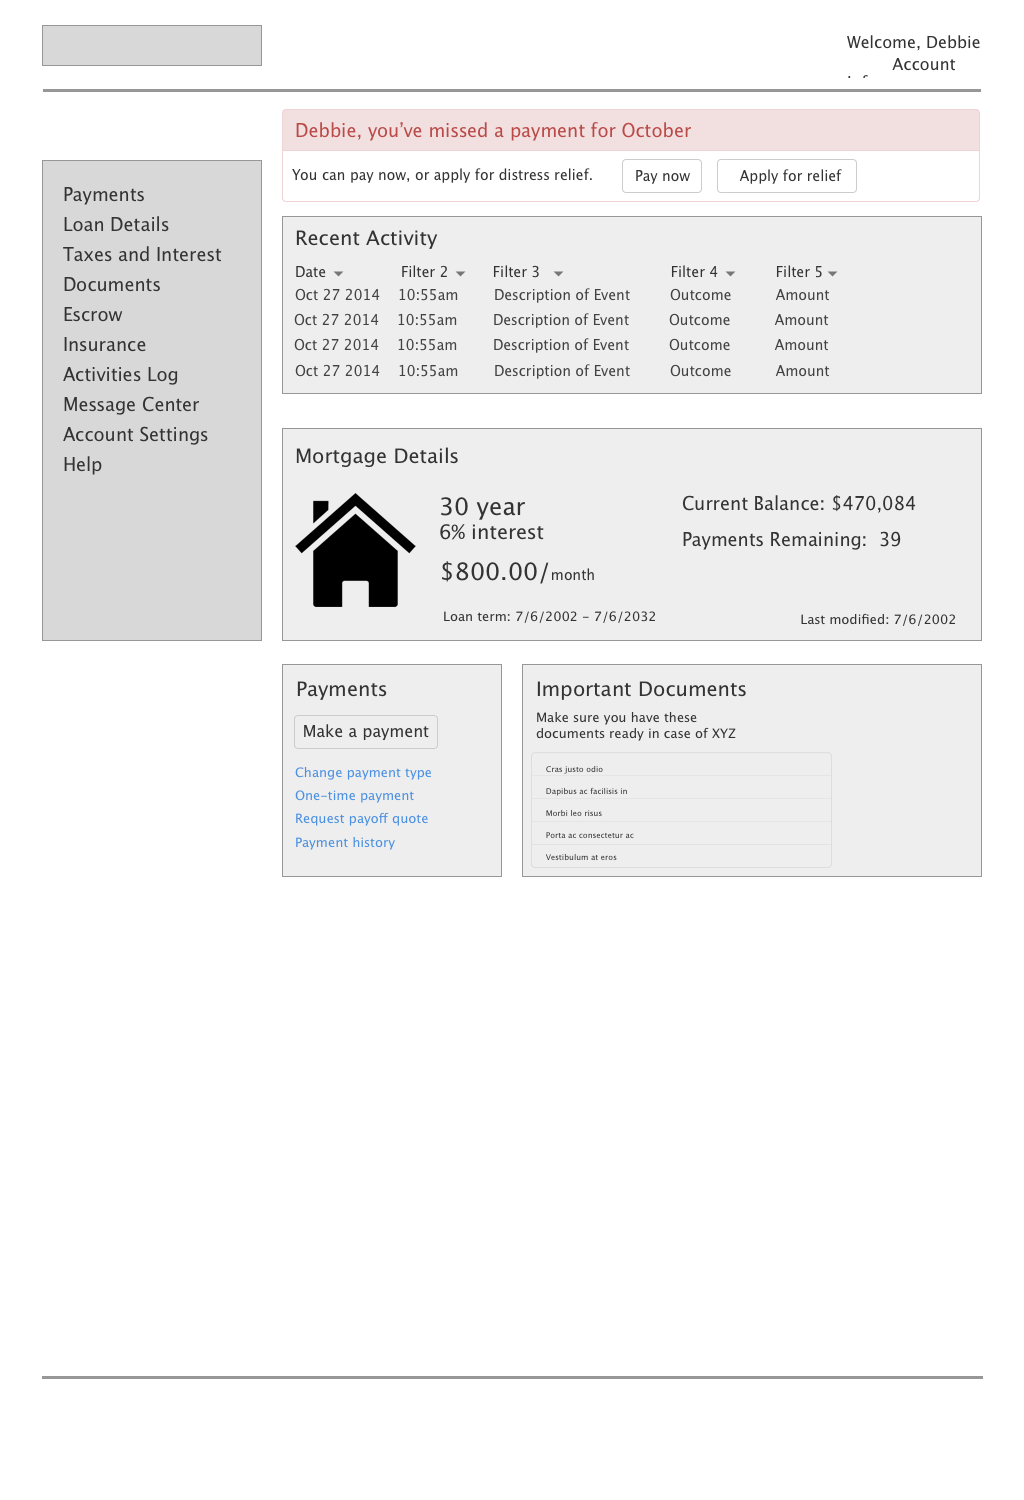 Welcome, Debbie
Account
Debbie, you’ve missed a payment for October
You can pay now, or apply for distress relief. Pay now Apply for relief
Payments
Loan Details
Taxes and Interest
Documents
Escrow
Insurance
Activities Log
Message Center
Account Settings
Help
Recent Activity
Date Filter 2 Filter 3 Filter 4 Filter 5
Oct 27 2014 10:55am Description of Event Outcome Amount
Oct 27 2014 10:55am Description of Event Outcome Amount
Oct 27 2014 10:55am Description of Event Outcome Amount
Oct 27 2014 10:55am Description of Event Outcome Amount
Mortgage Details
30 year
6% interest
$800.00/month
Current Balance: $470,084
Payments Remaining: 39
Loan term: 7/6/2002 – 7/6/2032
Last modified: 7/6/2002
Payments
Make a payment
Change payment type
One-time payment
Request payoff quote
Payment history
Important Documents
Make sure you have these
documents ready in case of XYZ
Cras justo odio
Dapibus ac facilisis in
Morbi leo risus
Porta ac consectetur ac
Vestibulum at eros